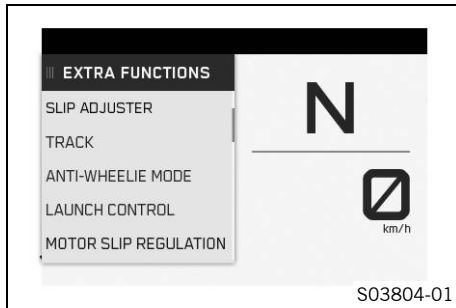 EXTRA FUNCTIONS
SLIP ADJUSTER
TRACK
ANTI-WHEELIE MODE
LAUNCH CONTROL
MOTOR SLIP REGULATION
N
0
km/h
S03804-01